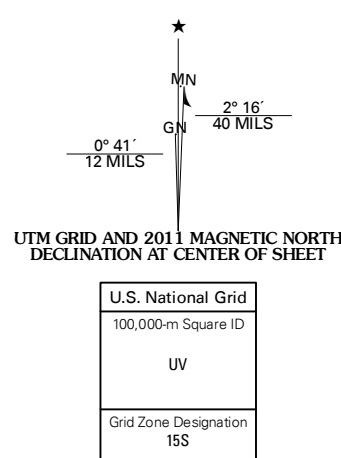 ★
MN
GN
2° 16´
40 MILS
0° 41´
12 MILS
UTM GRID AND 2011 MAGNETIC NORTH
DECLINATION AT CENTER OF SHEET
U.S. National Grid
100,000-m Square ID
UV
Grid Zone Designation
15S